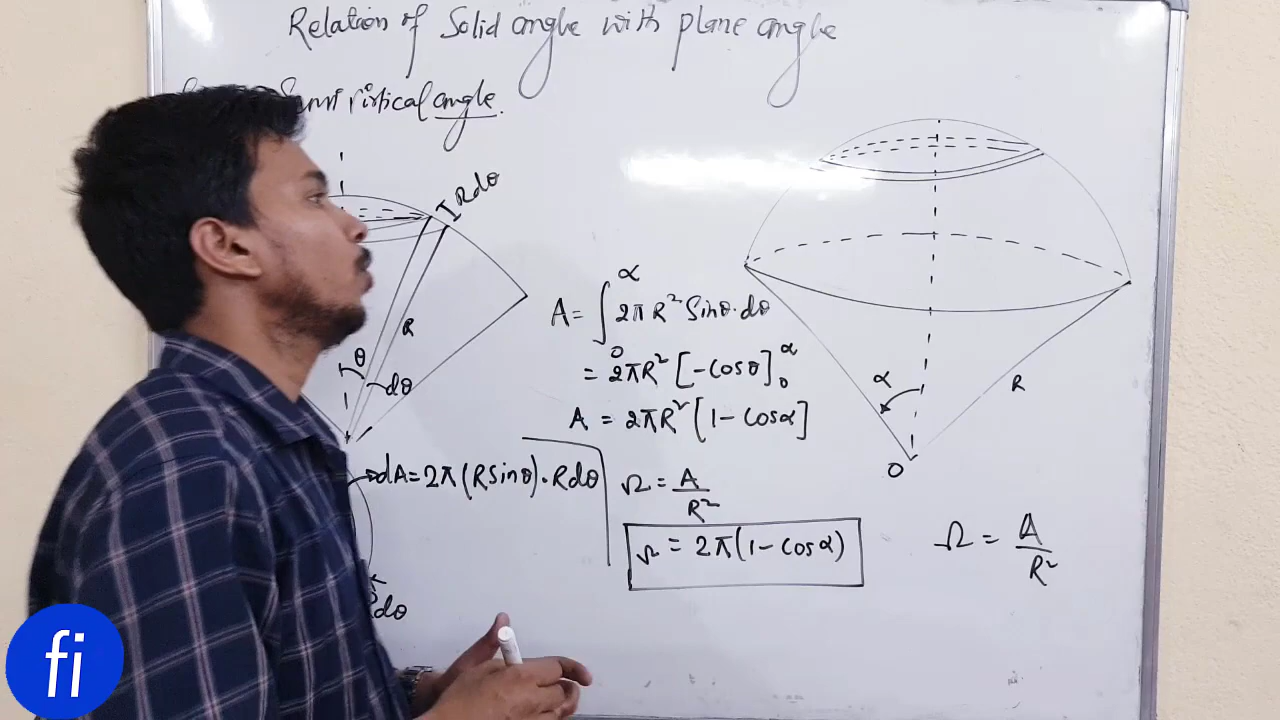 Relation of Solid angle with plane angle
angle.
Rdθ
R
θ
dθ
dA=2π(Rsinθ).Rdθ
dθ
A=∫₀^α 2πR² Sinθ.dθ
= 2πR² [-Cosθ]₀^α
A = 2πR² [1-Cosα]
Ω = A/R²
Ω = 2π(1-Cosα)
α
R
O
Ω = A/R²
fi